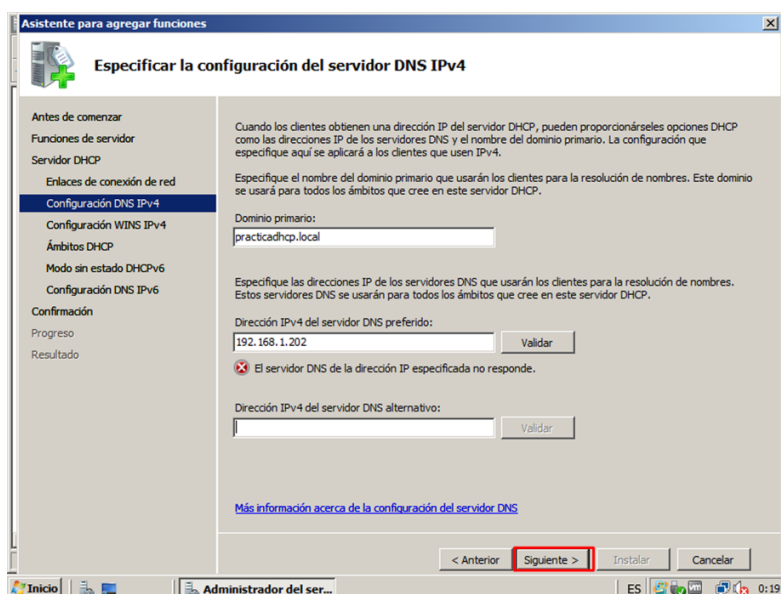 Asistente para agregar funciones
Especificar la configuración del servidor DNS IPv4
Antes de comenzar
Funciones de servidor
Servidor DHCP
Enlaces de conexión de red
Configuración DNS IPv4
Configuración WINS IPv4
Ámbitos DHCP
Modo sin estado DHCPv6
Configuración DNS IPv6
Confirmación
Progreso
Resultado
Cuando los clientes obtienen una dirección IP del servidor DHCP, pueden proporcionárseles opciones DHCP
como las direcciones IP de los servidores DNS y el nombre del dominio primario. La configuración que
especifique aquí se aplicará a los clientes que usen IPv4.
Especifique el nombre del dominio primario que usarán los clientes para la resolución de nombres. Este dominio
se usará para todos los ámbitos que cree en este servidor DHCP.
Dominio primario:
practicadhcp.local
Especifique las direcciones IP de los servidores DNS que usarán los clientes para la resolución de nombres.
Estos servidores DNS se usarán para todos los ámbitos que cree en este servidor DHCP.
Dirección IPv4 del servidor DNS preferido:
192.168.1.202 Validar
El servidor DNS de la dirección IP especificada no responde.
Dirección IPv4 del servidor DNS alternativo:
Validar
Más información acerca de la configuración del servidor DNS
< Anterior Siguiente > Instalar Cancelar
Inicio Administrador del ser... ES vm 0:19